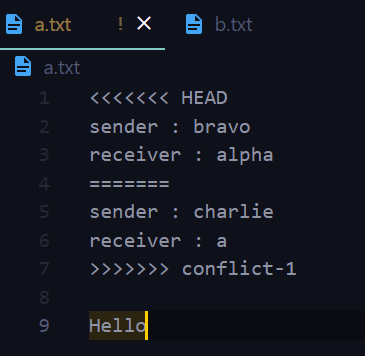 a.txt ! ✕ b.txt
a.txt
1 <<<<<<< HEAD
2 sender : bravo
3 receiver : alpha
4 =======
5 sender : charlie
6 receiver : a
7 >>>>>>> conflict-1
8
9 Hello